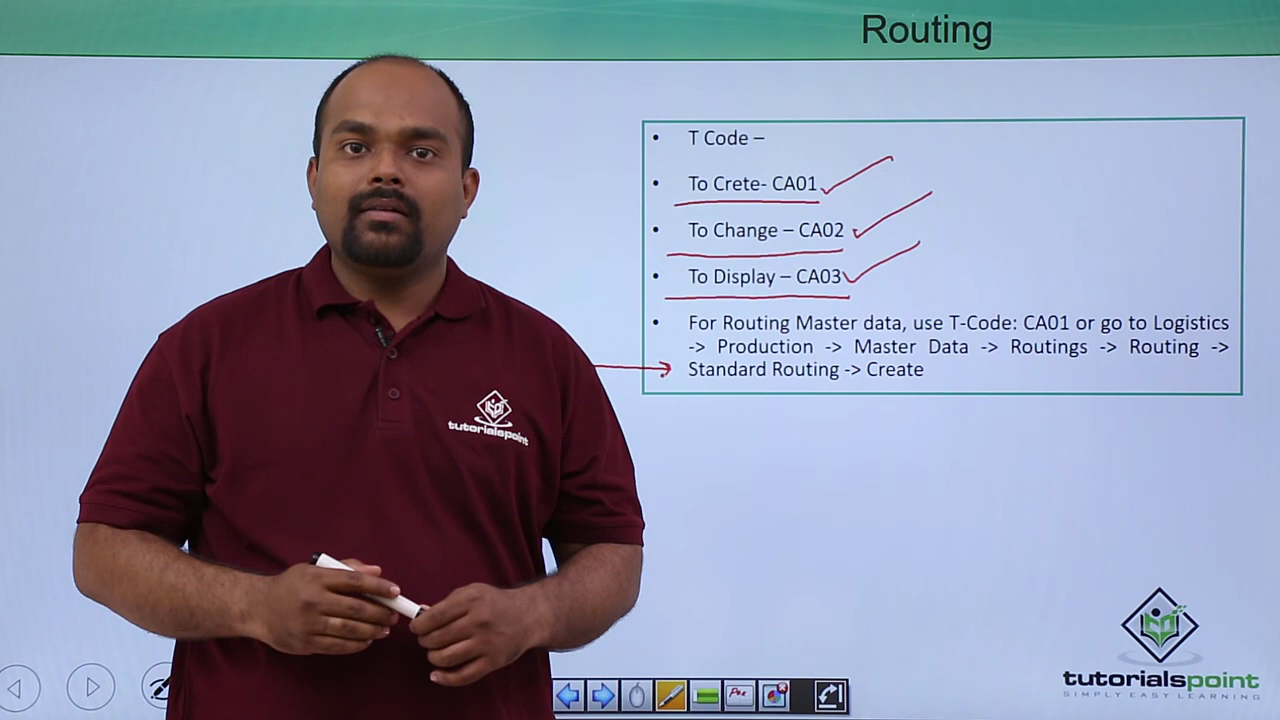 Routing
• T Code –
• To Crete- CA01
• To Change – CA02
• To Display – CA03
• For Routing Master data, use T-Code: CA01 or go to Logistics
-> Production -> Master Data -> Routings -> Routing ->
Standard Routing -> Create
tutorialspoint
Pen
tutorialspoint
SIMPLY EASY LEARNING